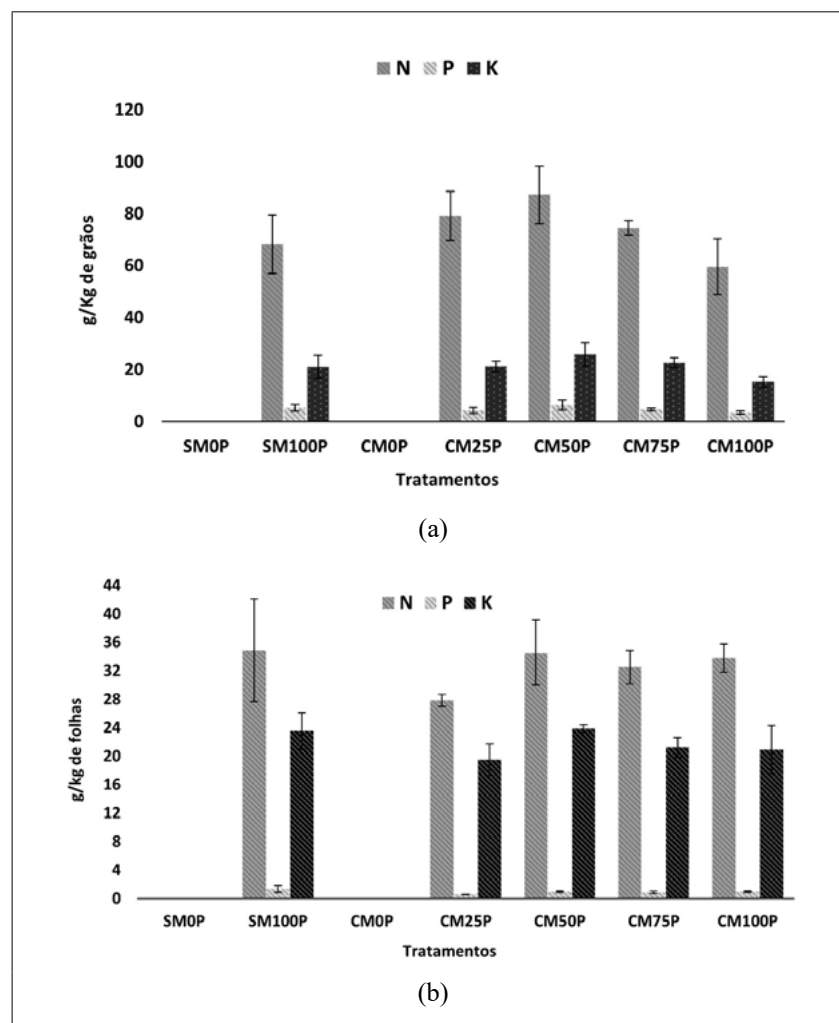 N P K
120
100
80
60
40
20
0
g/Kg de grãos
SM0P SM100P CM0P CM25P CM50P CM75P CM100P
Tratamentos
(a)
44
40
36
32
28
24
20
16
12
8
4
0
N P K
g/kg de folhas
SM0P SM100P CM0P CM25P CM50P CM75P CM100P
Tratamentos
(b)